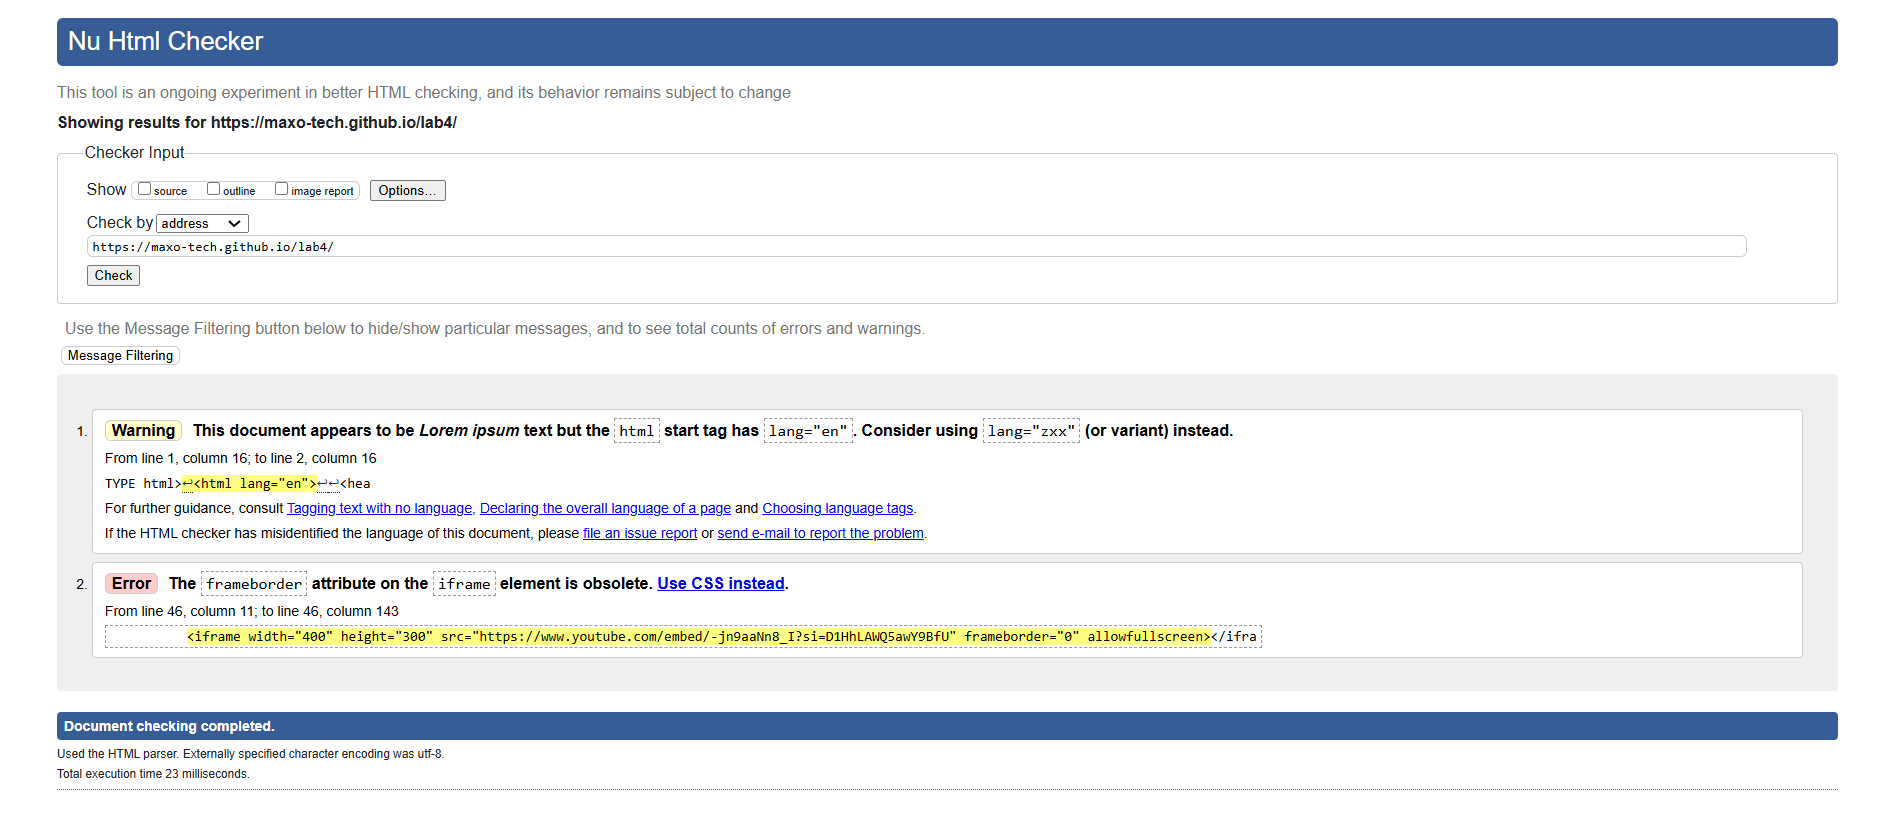 Nu Html Checker
This tool is an ongoing experiment in better HTML checking, and its behavior remains subject to change
Showing results for https://maxo-tech.github.io/lab4/
Checker Input
Show source outline image report Options...
Check by address
https://maxo-tech.github.io/lab4/
Check
Use the Message Filtering button below to hide/show particular messages, and to see total counts of errors and warnings.
Message Filtering
1. Warning This document appears to be Lorem ipsum text but the html start tag has lang="en". Consider using lang="zxx" (or variant) instead.
From line 1, column 16; to line 2, column 16
TYPE html>↩<html lang="en">↩↩<hea
For further guidance, consult Tagging text with no language, Declaring the overall language of a page and Choosing language tags.
If the HTML checker has misidentified the language of this document, please file an issue report or send e-mail to report the problem.
2. Error The frameborder attribute on the iframe element is obsolete. Use CSS instead.
From line 46, column 11; to line 46, column 143
<iframe width="400" height="300" src="https://www.youtube.com/embed/-jn9aaNn8_I?si=D1HhLAWQ5awY9BfU" frameborder="0" allowfullscreen></ifra
Document checking completed.
Used the HTML parser. Externally specified character encoding was utf-8.
Total execution time 23 milliseconds.